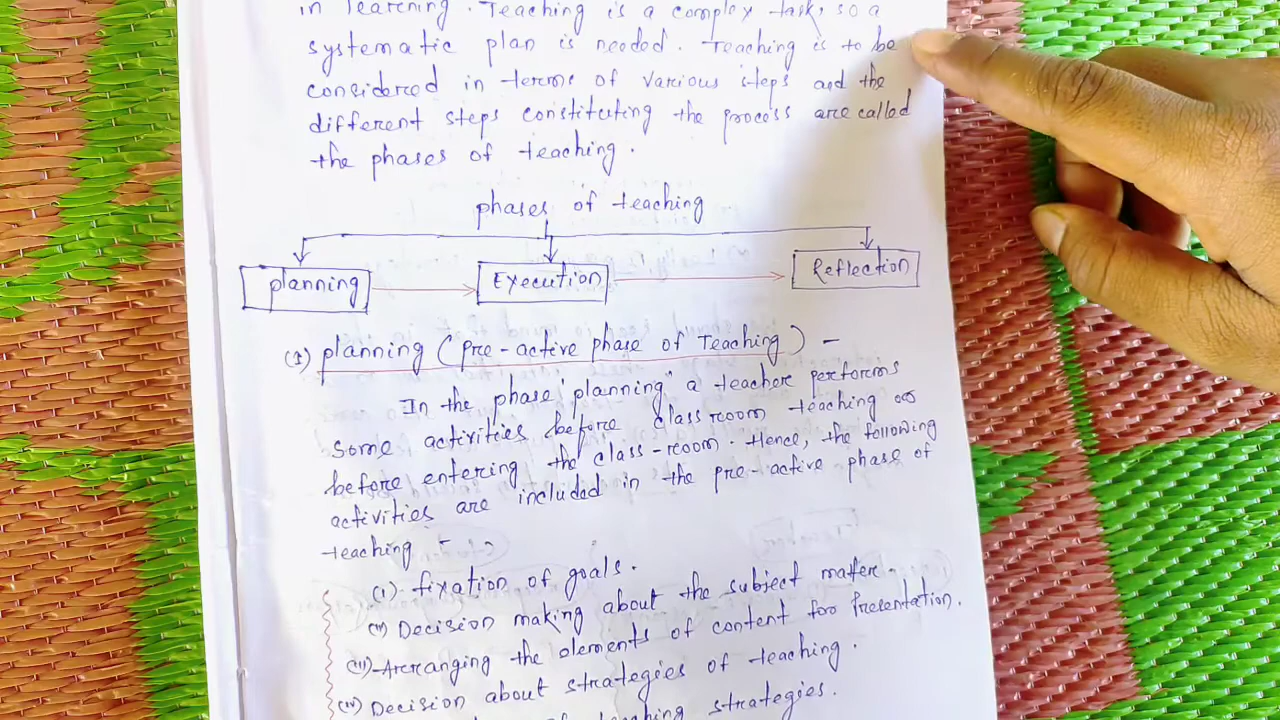 in learning. Teaching is a complex task, so a
systematic plan is needed. Teaching is to be
considered in terms of various steps and the
different steps constituting the process are called
the phases of teaching.
phases of teaching
planning
Execution
Reflection
(I) planning (pre-active phase of Teaching) -
In the phase "planning" a teacher performs
some activities before class room teaching or
before entering the class-room. Hence, the following
activities are included in the pre-active phase of
teaching -
(i) fixation of goals.
(ii) Decision making about the subject mater.
(iii) Arranging the elements of content for Presentation.
(iv) Decision about strategies of teaching.
of teaching strategies.